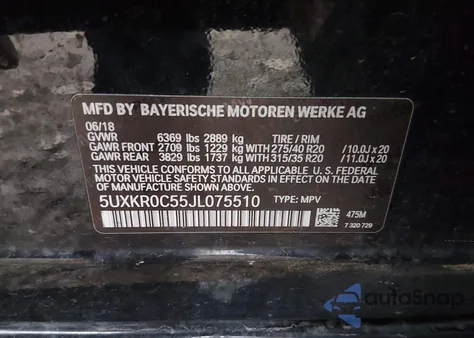 MFD BY BAYERISCHE MOTOREN WERKE AG
06/18
GVWR 6369 lbs 2889 kg TIRE / RIM
GAWR FRONT 2709 lbs 1229 kg WITH 275/40 R20 /10.0J x 20
GAWR REAR 3829 lbs 1737 kg WITH 315/35 R20 /11.0J x 20
THIS VEHICLE CONFORMS TO ALL APPLICABLE U.S. FEDERAL
MOTOR VEHICLE SAFETY STANDARDS IN EFFECT ON THE
DATE OF MANUFACTURE SHOWN ABOVE.
5UXKR0C55JL075510 TYPE: MPV 475M
7 320 729
autoSnap